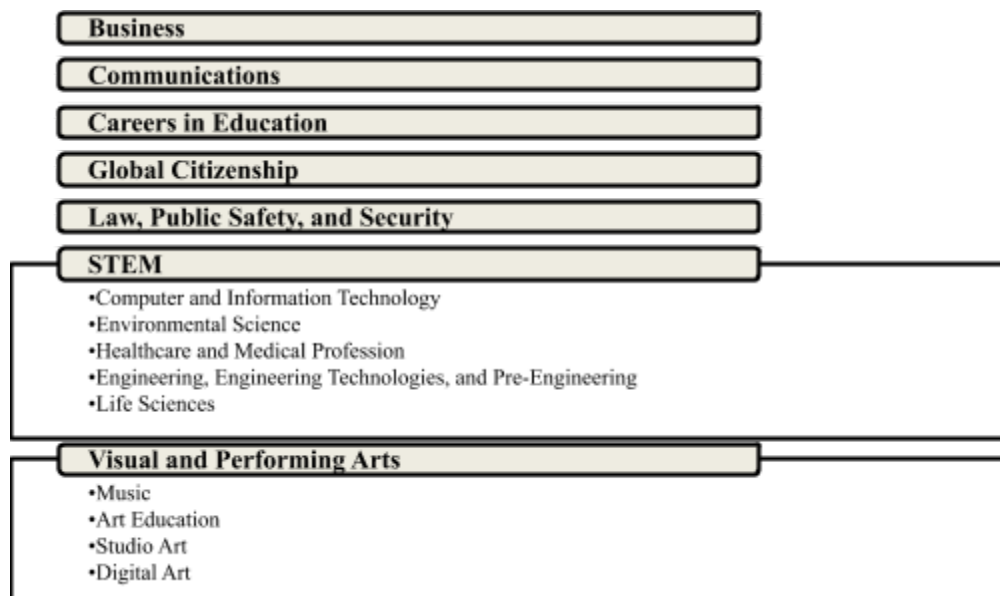 Business
Communications
Careers in Education
Global Citizenship
Law, Public Safety, and Security
STEM
•Computer and Information Technology
•Environmental Science
•Healthcare and Medical Profession
•Engineering, Engineering Technologies, and Pre-Engineering
•Life Sciences
Visual and Performing Arts
•Music
•Art Education
•Studio Art
•Digital Art